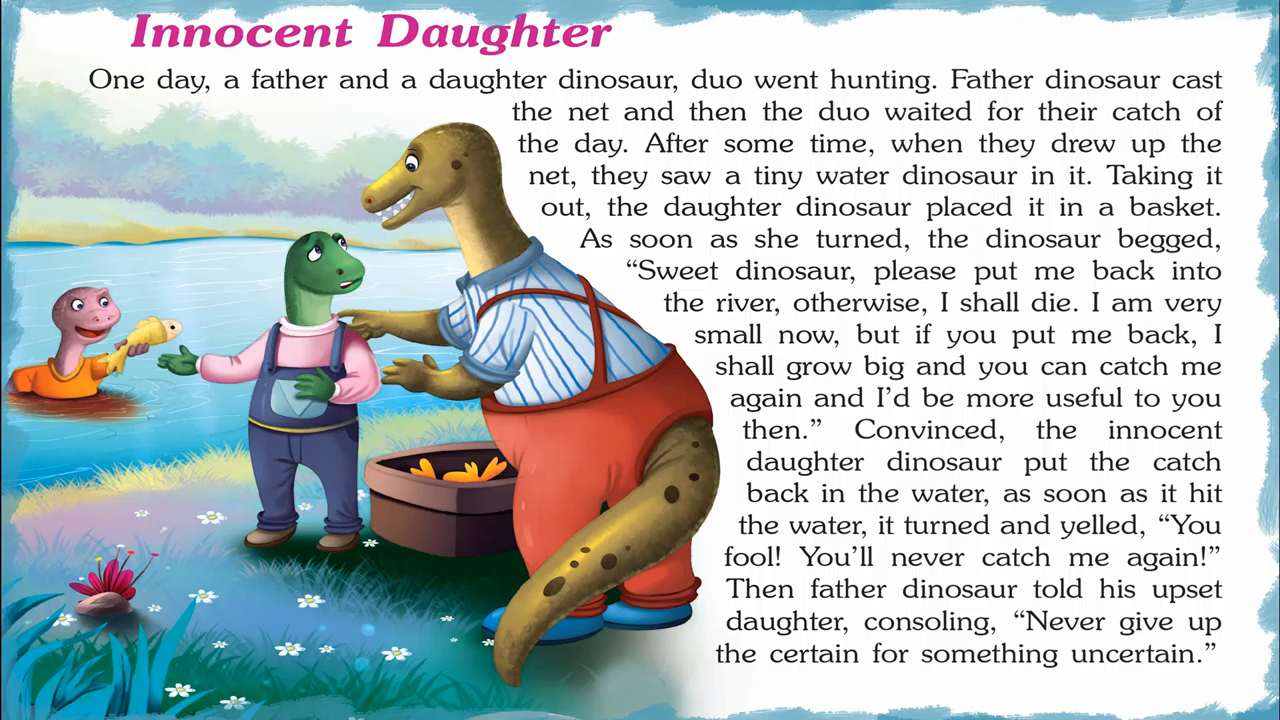 Innocent Daughter
One day, a father and a daughter dinosaur, duo went hunting. Father dinosaur cast
the net and then the duo waited for their catch of
the day. After some time, when they drew up the
net, they saw a tiny water dinosaur in it. Taking it
out, the daughter dinosaur placed it in a basket.
As soon as she turned, the dinosaur begged,
“Sweet dinosaur, please put me back into
the river, otherwise, I shall die. I am very
small now, but if you put me back, I
shall grow big and you can catch me
again and I’d be more useful to you
then.” Convinced, the innocent
daughter dinosaur put the catch
back in the water, as soon as it hit
the water, it turned and yelled, “You
fool! You’ll never catch me again!”
Then father dinosaur told his upset
daughter, consoling, “Never give up
the certain for something uncertain.”